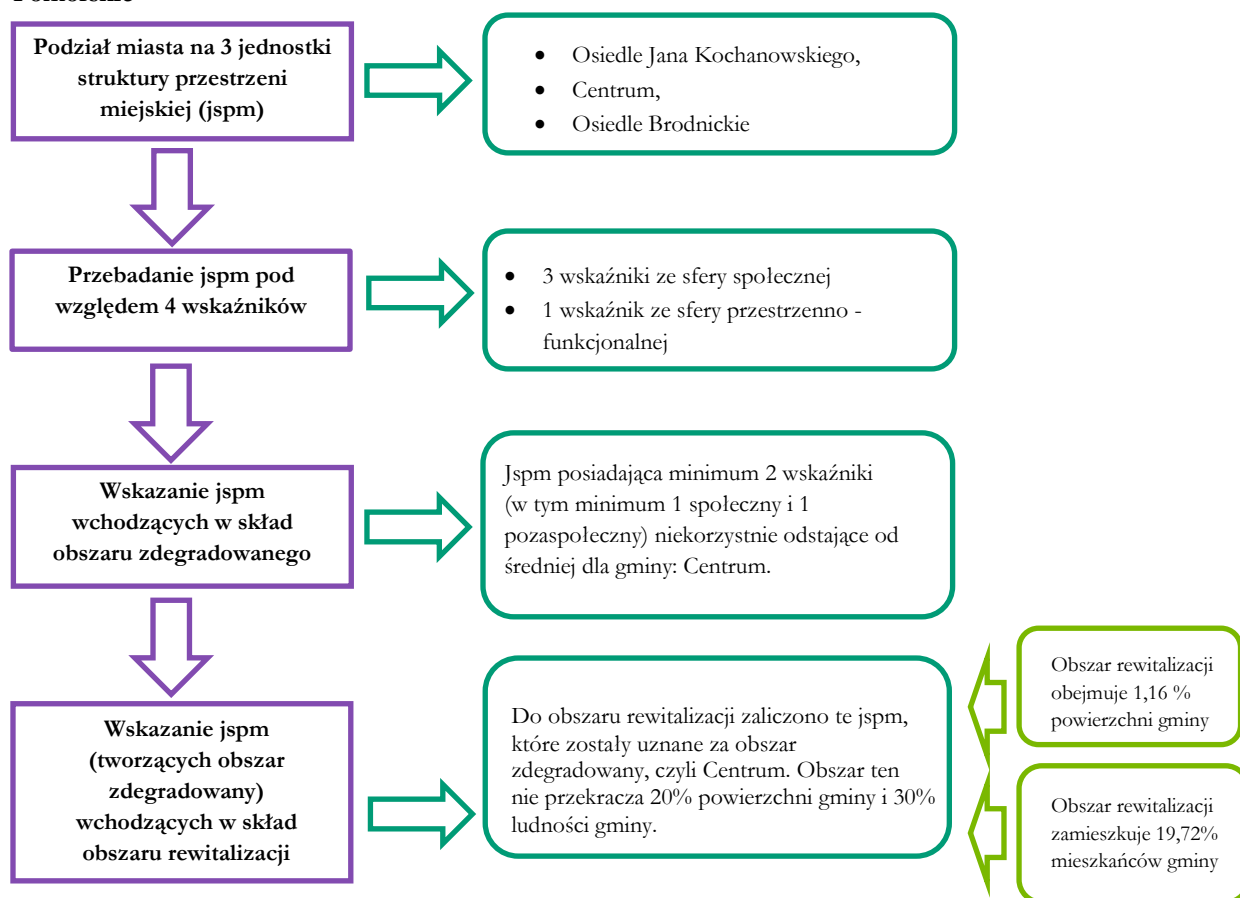 Podział miasta na 3 jednostki
struktury przestrzeni
miejskiej (jspm)
• Osiedle Jana Kochanowskiego,
• Centrum,
• Osiedle Brodnickie
Przebadanie jspm pod
względem 4 wskaźników
• 3 wskaźniki ze sfery społecznej
• 1 wskaźnik ze sfery przestrzenno -
funkcjonalnej
Wskazanie jspm
wchodzących w skład
obszaru zdegradowanego
Jspm posiadająca minimum 2 wskaźniki
(w tym minimum 1 społeczny i 1
pozaspołeczny) niekorzystnie odstające od
średniej dla gminy: Centrum.
Wskazanie jspm
(tworzących obszar
zdegradowany)
wchodzących w skład
obszaru rewitalizacji
Do obszaru rewitalizacji zaliczono te jspm,
które zostały uznane za obszar
zdegradowany, czyli Centrum. Obszar ten
nie przekracza 20% powierzchni gminy i 30%
ludności gminy.
Obszar rewitalizacji
obejmuje 1,16 %
powierzchni gminy
Obszar rewitalizacji
zamieszkuje 19,72%
mieszkańców gminy